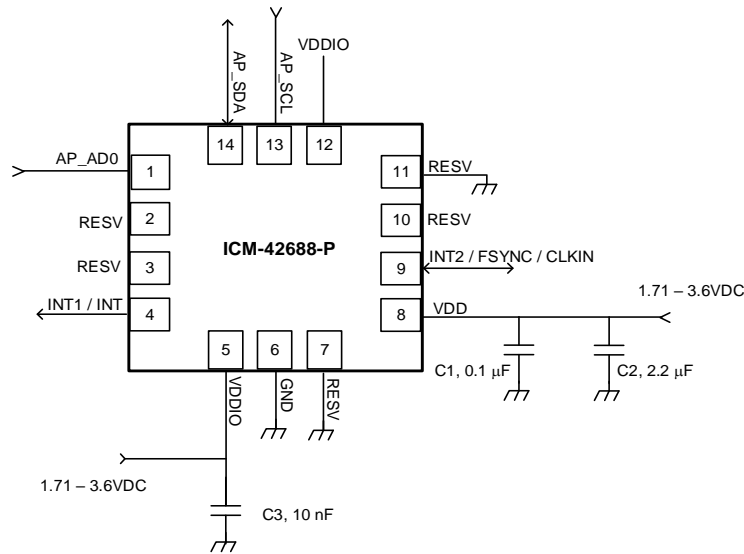 AP_SDA
AP_SCL
VDDIO
14
13
12
AP_AD0
1
11
RESV
RESV
2
10
RESV
ICM-42688-P
RESV
3
9
INT2 / FSYNC / CLKIN
INT1 / INT
4
8
VDD
1.71 – 3.6VDC
5
6
7
C1, 0.1 µF
C2, 2.2 µF
VDDIO
GND
RESV
1.71 – 3.6VDC
C3, 10 nF